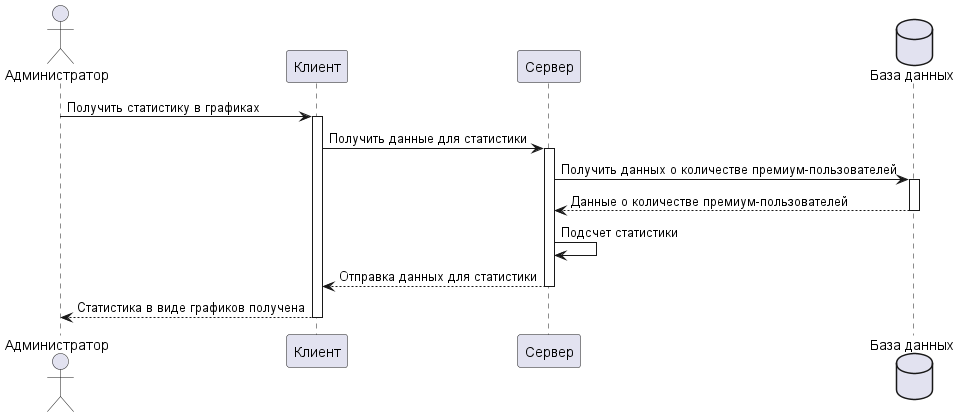 Администратор
Клиент
Сервер
База данных
Получить статистику в графиках
Получить данные для статистики
Получить данных о количестве премиум-пользователей
Данные о количестве премиум-пользователей
Подсчет статистики
Отправка данных для статистики
Статистика в виде графиков получена
Администратор
Клиент
Сервер
База данных